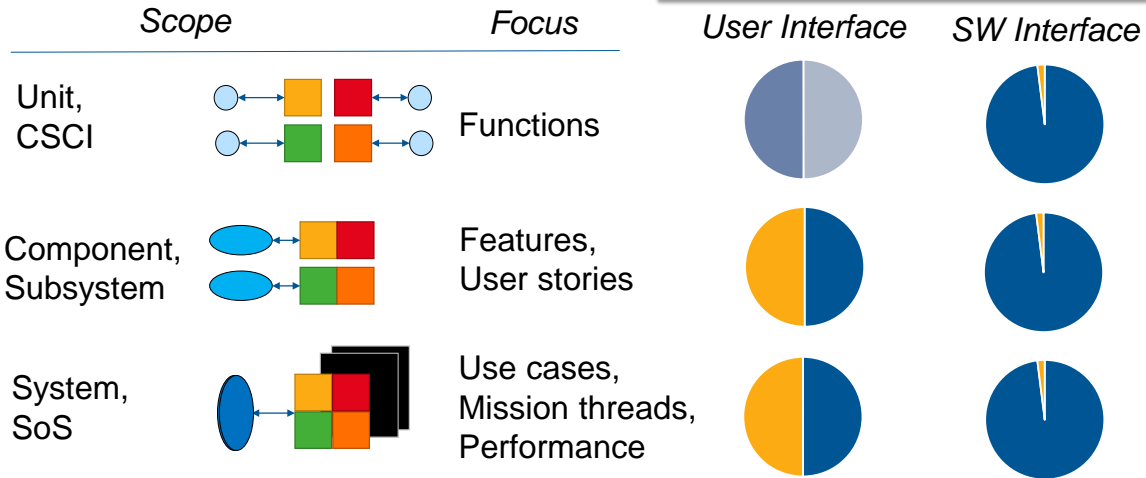 Scope
Focus
User Interface
SW Interface
Unit,
CSCI
Functions
Component,
Subsystem
Features,
User stories
System,
SoS
Use cases,
Mission threads,
Performance